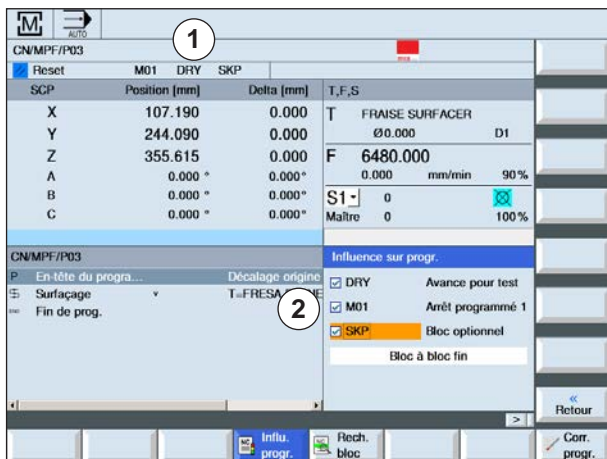 M
AUTO
1
CN/MPF/P03
Reset M01 DRY SKP
SCP Position [mm] Delta [mm] T,F,S
X 107.190 0.000 T FRAISE SURFACER
Y 244.090 0.000 Ø0.000 D1
Z 355.615 0.000 F 6480.000
A 0.000 ° 0.000° 0.000 mm/min 90%
B 0.000 ° 0.000° S1 0
C 0.000 ° 0.000° Maître 0 100%
CN/MPF/P03 Influence sur progr.
P En-tête du progra... Décalage origine
DRY Avance pour test
Surfaçage T=FRESA
2
M01 Arrêt programmé 1
END Fin de prog.
SKP Bloc optionnel
Bloc à bloc fin
« Retour
>
NC Influ. progr.
Rech. bloc
Corr. progr.